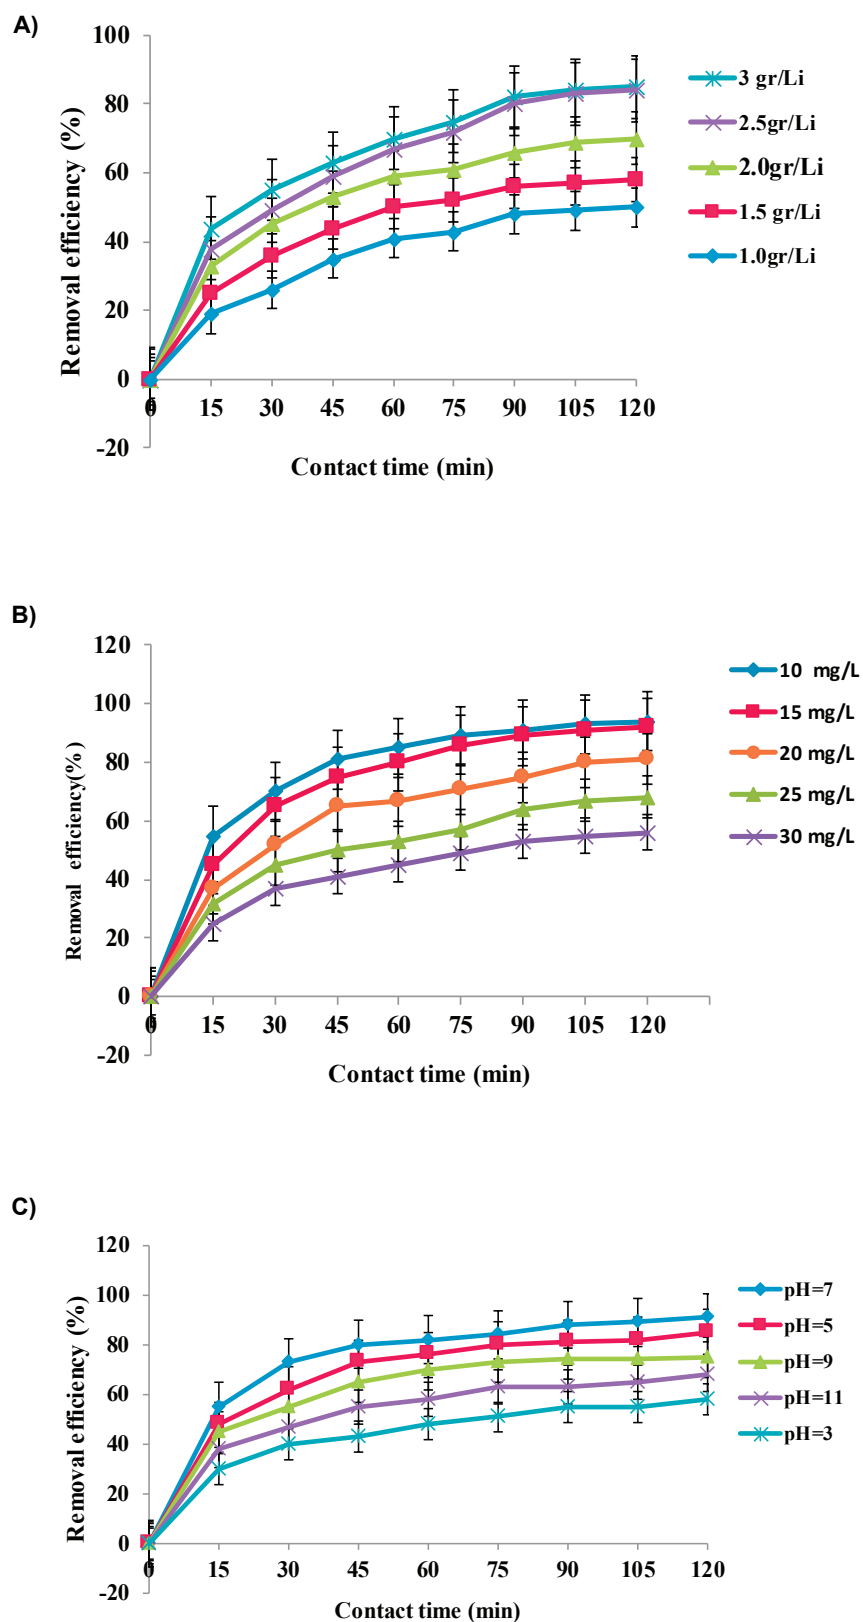 A)
100
80
60
40
20
0
-20
Removal efficiency (%)
0 15 30 45 60 75 90 105 120
Contact time (min)
3 gr/Li
2.5gr/Li
2.0gr/Li
1.5 gr/Li
1.0gr/Li
B)
120
100
80
60
40
20
0
-20
Removal efficiency(%)
0 15 30 45 60 75 90 105 120
Contact time (min)
10 mg/L
15 mg/L
20 mg/L
25 mg/L
30 mg/L
C)
120
100
80
60
40
20
0
-20
Removal efficiency (%)
0 15 30 45 60 75 90 105 120
Contact time (min)
pH=7
pH=5
pH=9
pH=11
pH=3